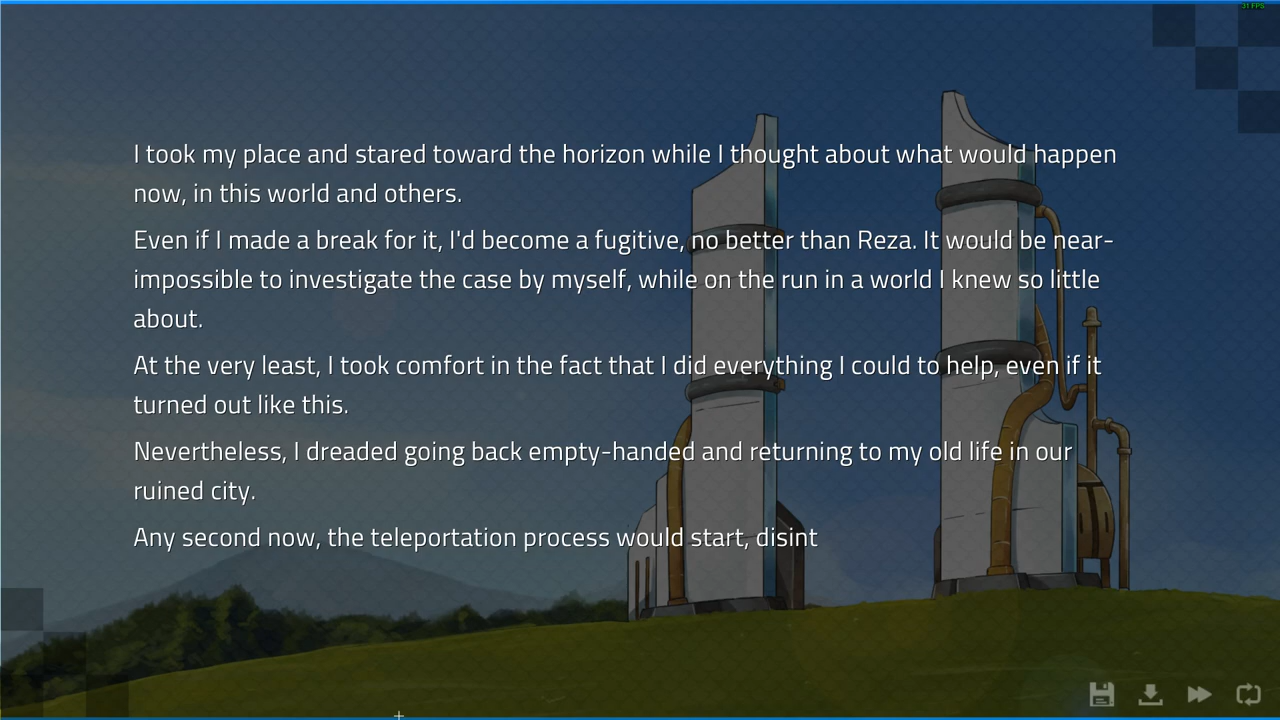 31 FPS
I took my place and stared toward the horizon while I thought about what would happen
now, in this world and others.
Even if I made a break for it, I'd become a fugitive, no better than Reza. It would be near-
impossible to investigate the case by myself, while on the run in a world I knew so little
about.
At the very least, I took comfort in the fact that I did everything I could to help, even if it
turned out like this.
Nevertheless, I dreaded going back empty-handed and returning to my old life in our
ruined city.
Any second now, the teleportation process would start, disint